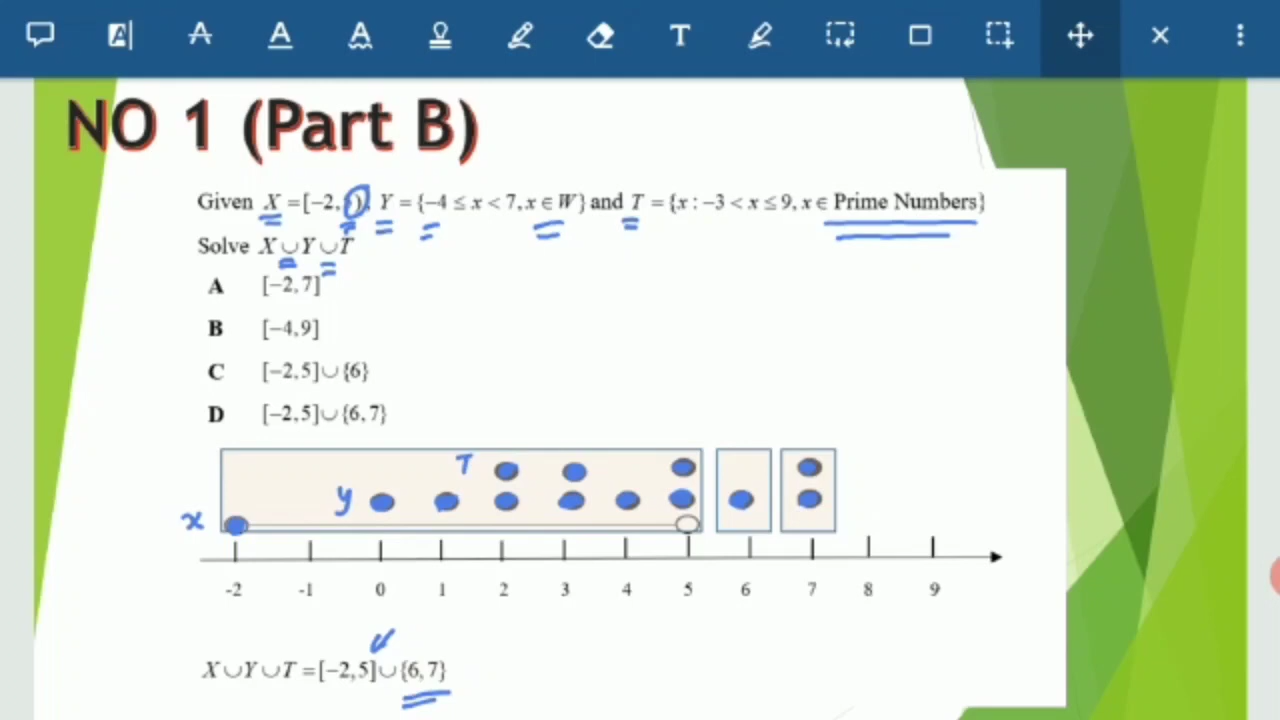 NO 1 (Part B)
Given X = [−2, ), Y = {−4 ≤ x < 7, x ∈ W} and T = {x : −3 < x ≤ 9, x ∈ Prime Numbers}
Solve X ∪ Y ∪ T
A [−2,7]
B [−4,9]
C [−2,5]∪{6}
D [−2,5]∪{6,7}
T
y
x
-2 -1 0 1 2 3 4 5 6 7 8 9
X ∪ Y ∪ T = [−2,5]∪{6,7}